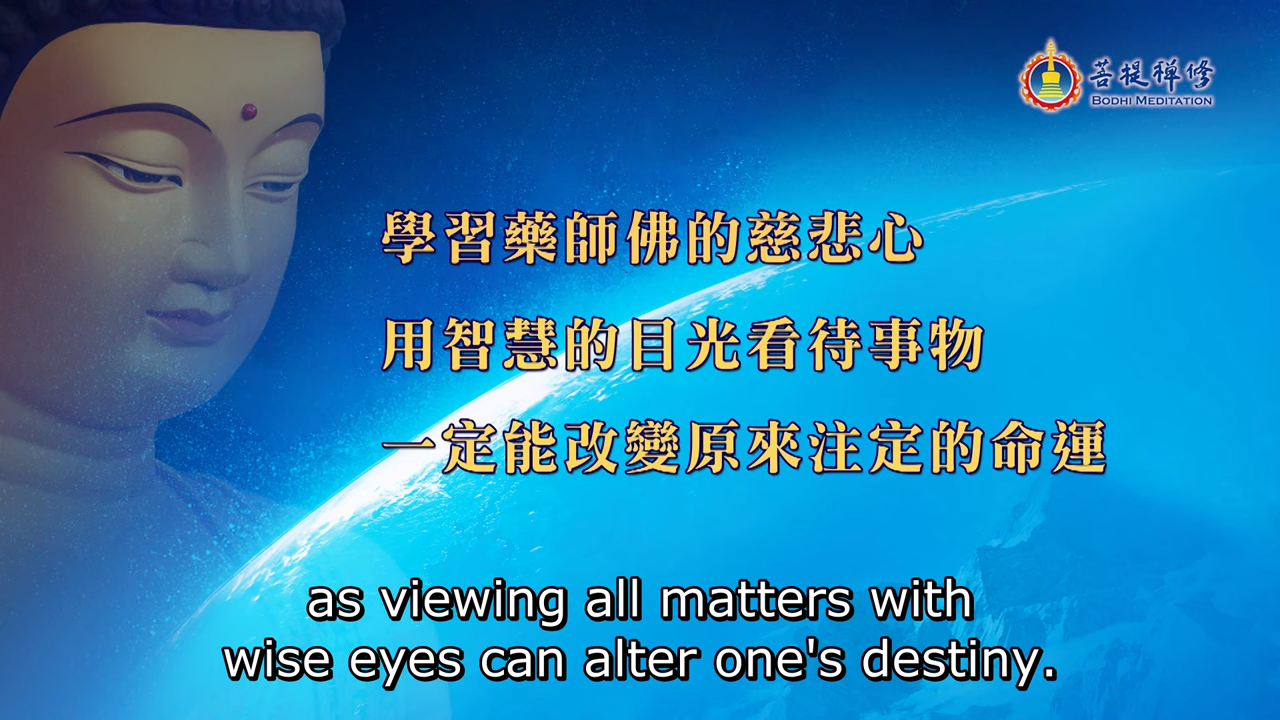 菩提禪修
BODHI MEDITATION
學習藥師佛的慈悲心
用智慧的目光看待事物
一定能改變原來注定的命運
as viewing all matters with
wise eyes can alter one's destiny.